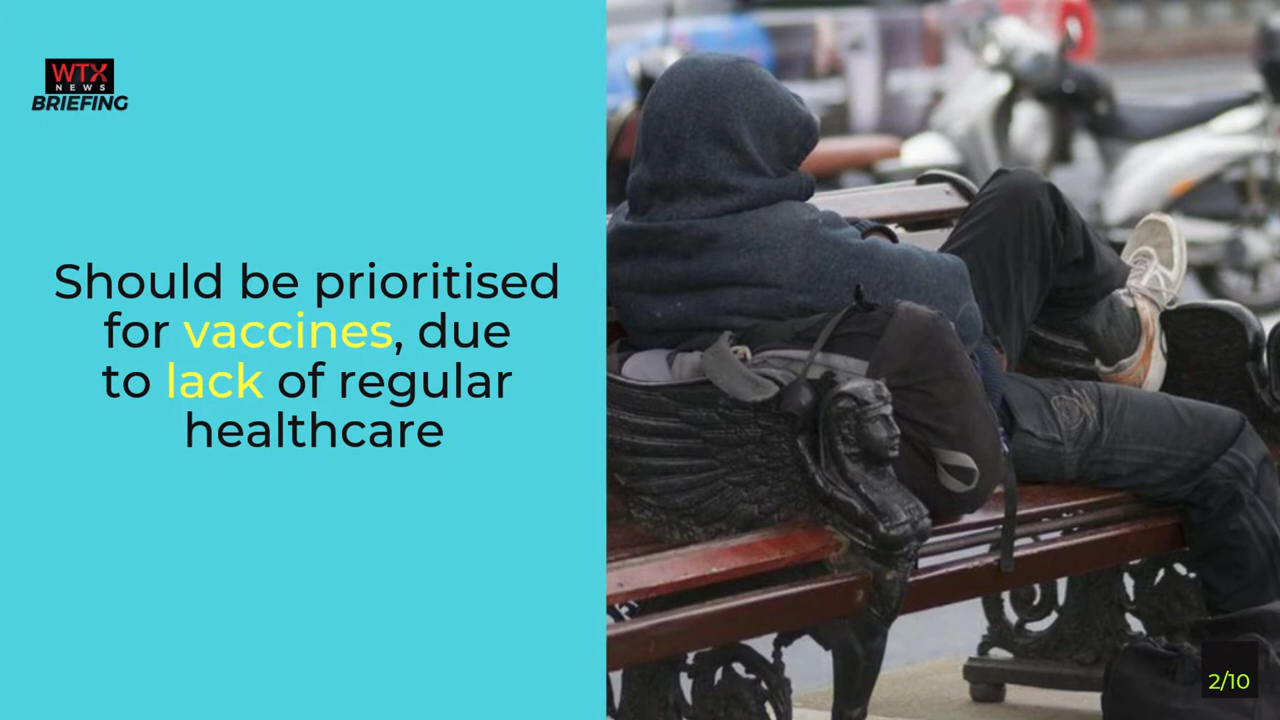 WTX
NEWS
BRIEFING
Should be prioritised
for vaccines, due
to lack of regular
healthcare
2/10